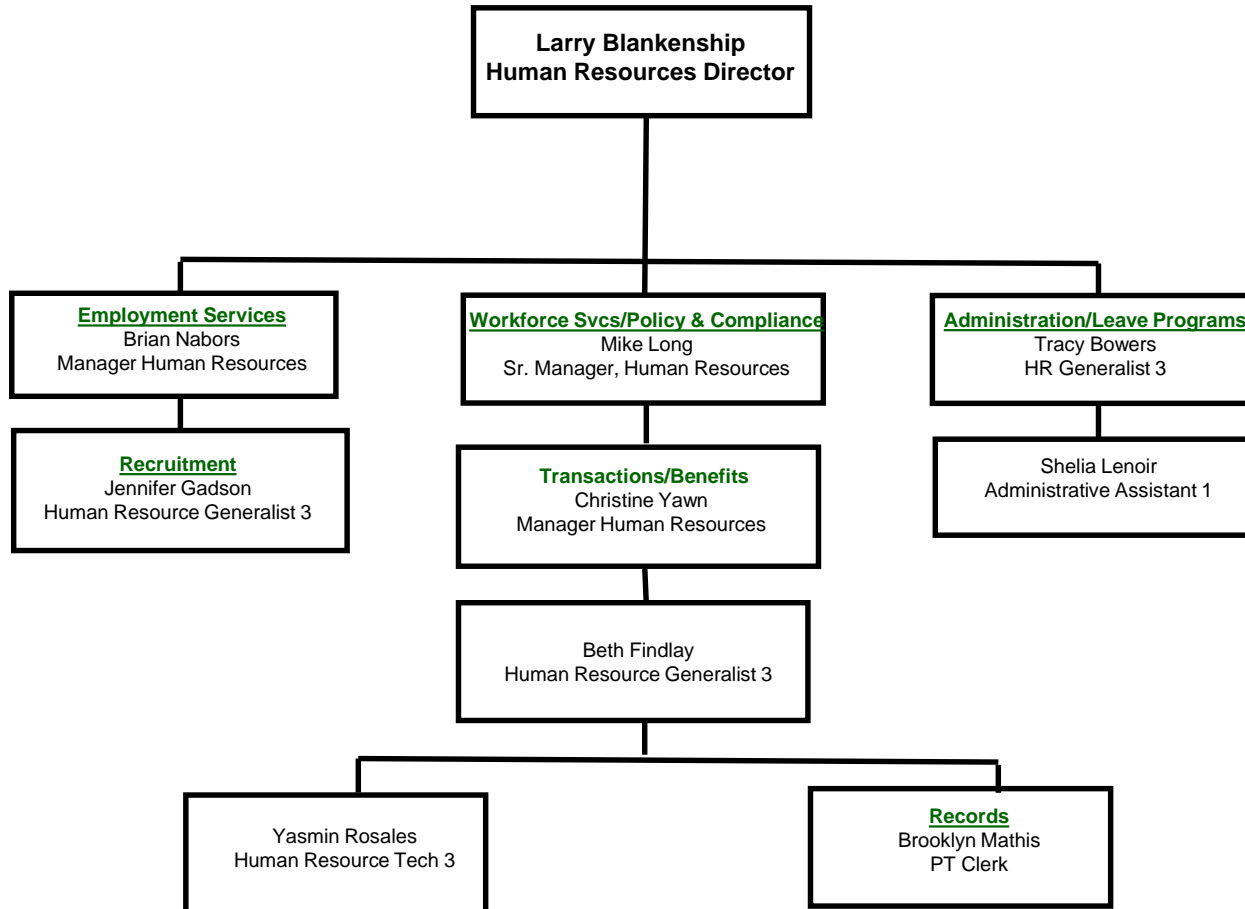 Larry Blankenship
Human Resources Director
Employment Services
Brian Nabors
Manager Human Resources
Workforce Svcs/Policy & Compliance
Mike Long
Sr. Manager, Human Resources
Administration/Leave Programs
Tracy Bowers
HR Generalist 3
Recruitment
Jennifer Gadson
Human Resource Generalist 3
Transactions/Benefits
Christine Yawn
Manager Human Resources
Shelia Lenoir
Administrative Assistant 1
Beth Findlay
Human Resource Generalist 3
Yasmin Rosales
Human Resource Tech 3
Records
Brooklyn Mathis
PT Clerk